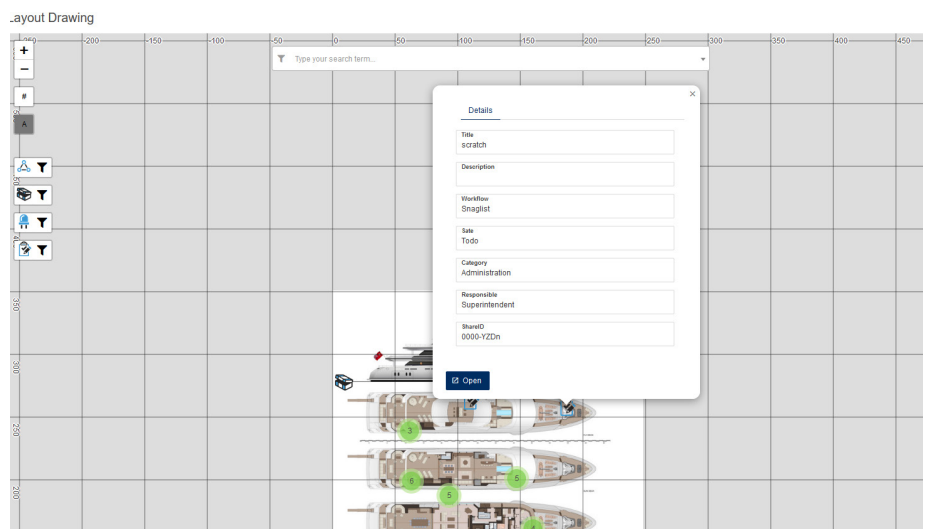 Layout Drawing
-200
-150
-100
-50
0
50
100
150
200
250
300
350
400
450
+
−
Type your search term...
#
A
×
Details
Title
scratch
Description
Workflow
Snaglist
Sate
Todo
Category
Administration
Responsible
Superintendent
ShareID
0000-YZDn
Open
350
300
250
200
3
6
5
5